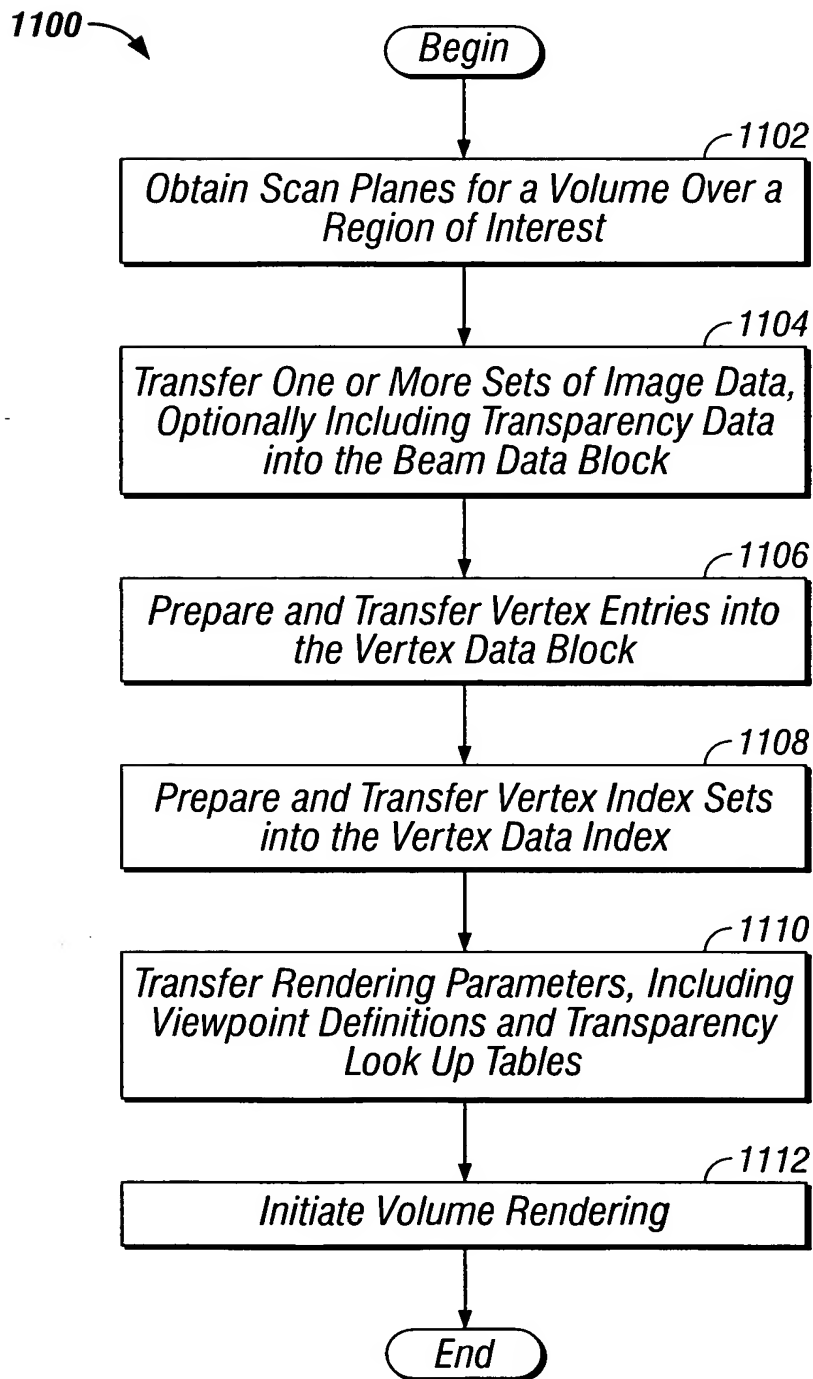 1100
Begin
1102
Obtain Scan Planes for a Volume Over a
Region of Interest
1104
Transfer One or More Sets of Image Data,
Optionally Including Transparency Data
into the Beam Data Block
1106
Prepare and Transfer Vertex Entries into
the Vertex Data Block
1108
Prepare and Transfer Vertex Index Sets
into the Vertex Data Index
1110
Transfer Rendering Parameters, Including
Viewpoint Definitions and Transparency
Look Up Tables
1112
Initiate Volume Rendering
End